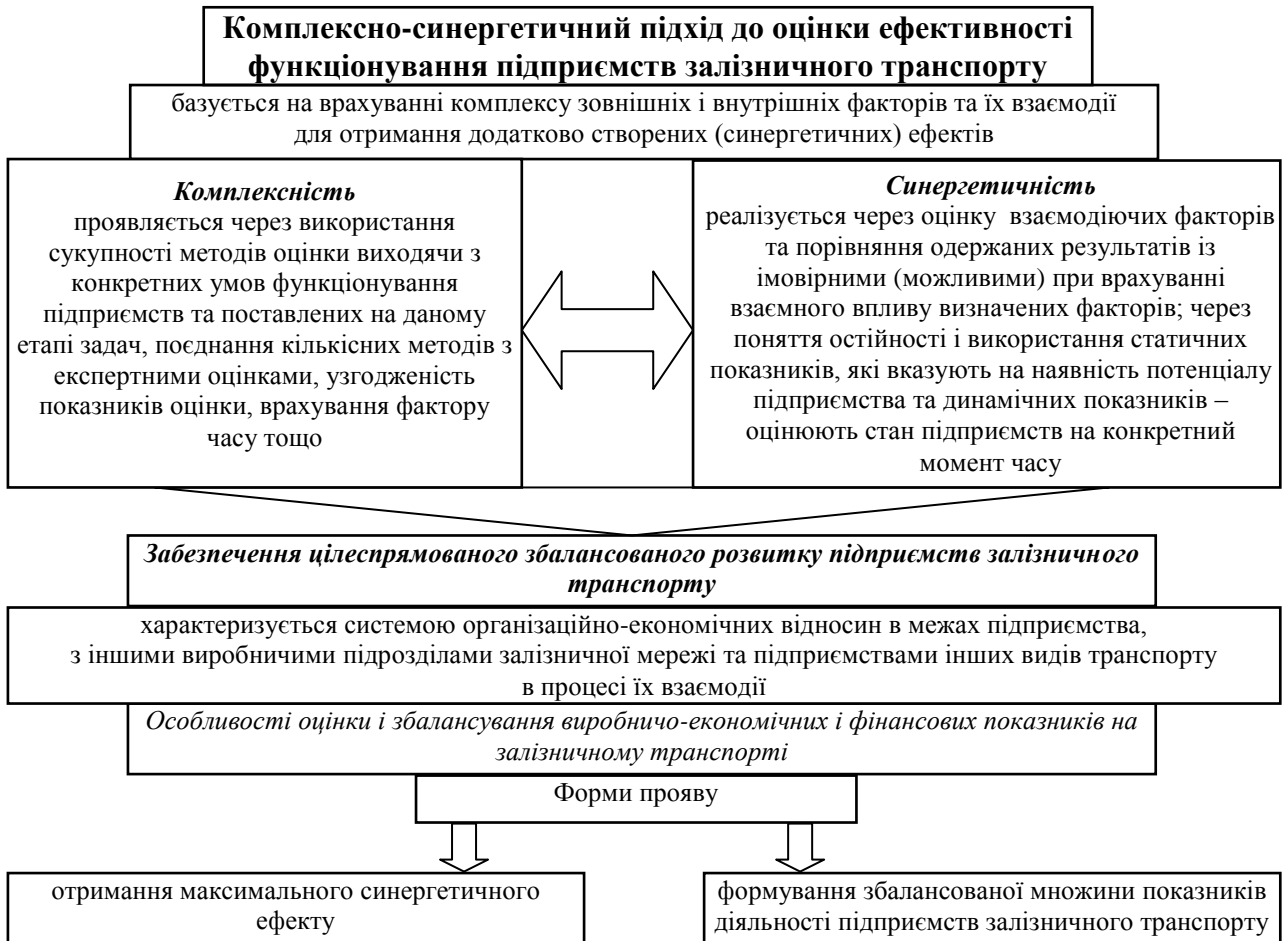 Комплексно-синергетичний підхід до оцінки ефективності
функціонування підприємств залізничного транспорту
базується на врахуванні комплексу зовнішніх і внутрішніх факторів та їх взаємодії
для отримання додатково створених (синергетичних) ефектів
Комплексність
проявляється через використання
сукупності методів оцінки виходячи з
конкретних умов функціонування
підприємств та поставлених на даному
етапі задач, поєднання кількісних методів з
експертними оцінками, узгодженість
показників оцінки, врахування фактору
часу тощо
Синергетичність
реалізується через оцінку взаємодіючих факторів
та порівняння одержаних результатів із
імовірними (можливими) при врахуванні
взаємного впливу визначених факторів; через
поняття остійності і використання статичних
показників, які вказують на наявність потенціалу
підприємства та динамічних показників –
оцінюють стан підприємств на конкретний
момент часу
Забезпечення цілеспрямованого збалансованого розвитку підприємств залізничного
транспорту
характеризується системою організаційно-економічних відносин в межах підприємства,
з іншими виробничими підрозділами залізничної мережі та підприємствами інших видів транспорту
в процесі їх взаємодії
Особливості оцінки і збалансування виробничо-економічних і фінансових показників на
залізничному транспорті
Форми прояву
отримання максимального синергетичного
ефекту
формування збалансованої множини показників
діяльності підприємств залізничного транспорту